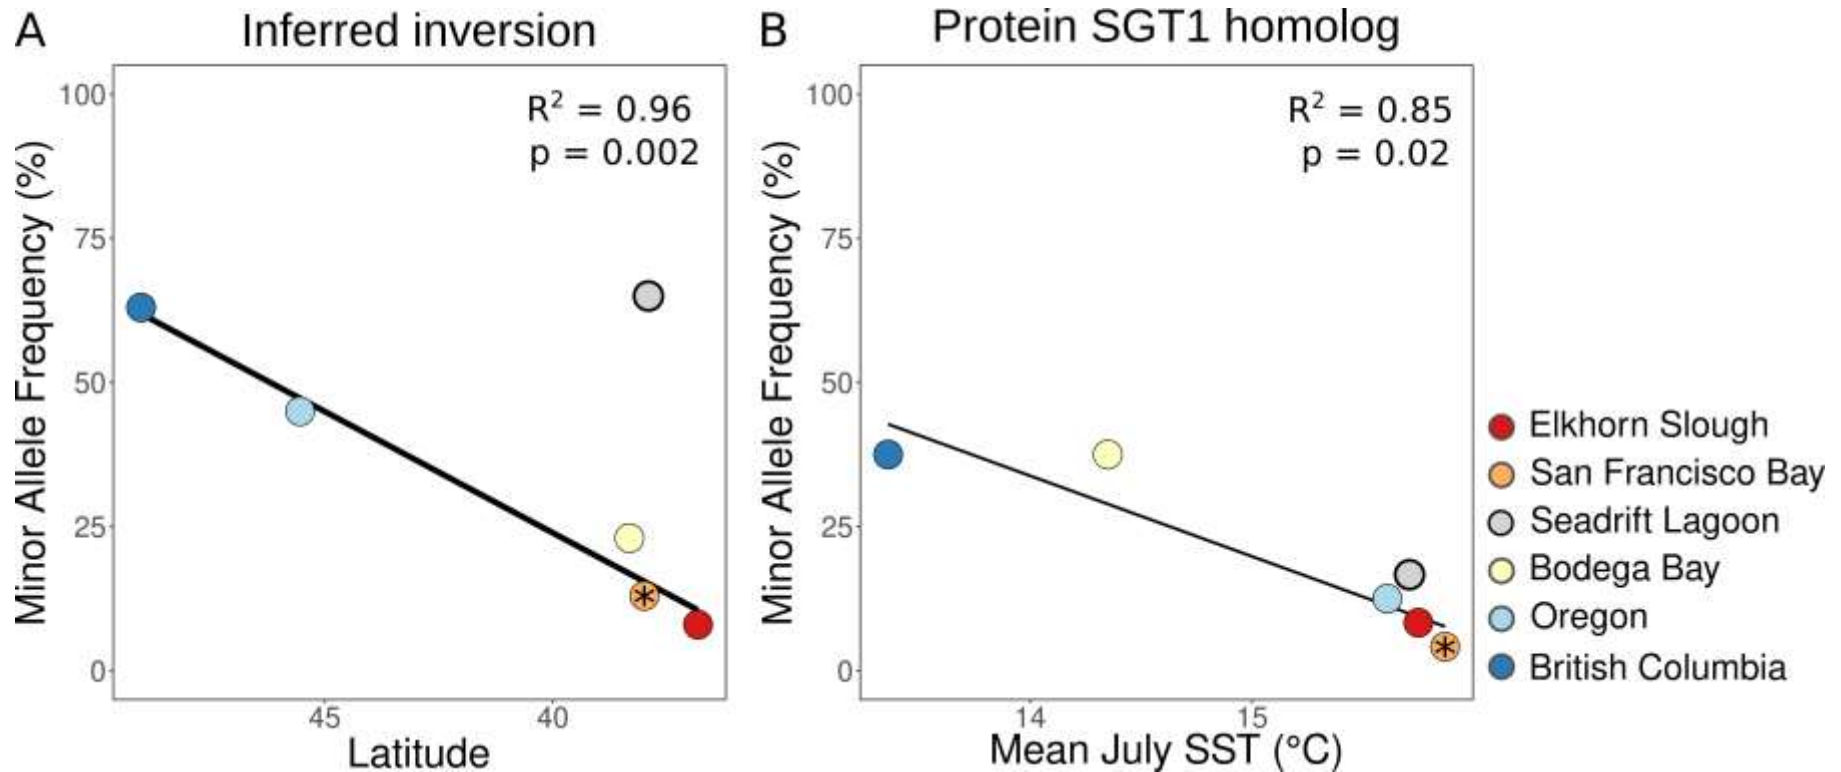 A
Inferred inversion
B
Protein SGT1 homolog
Minor Allele Frequency (%)
100
75
50
25
0
R² = 0.96
p = 0.002
45
40
Latitude
Minor Allele Frequency (%)
100
75
50
25
0
R² = 0.85
p = 0.02
14
15
Mean July SST (°C)
Elkhorn Slough
San Francisco Bay
Seadrift Lagoon
Bodega Bay
Oregon
British Columbia